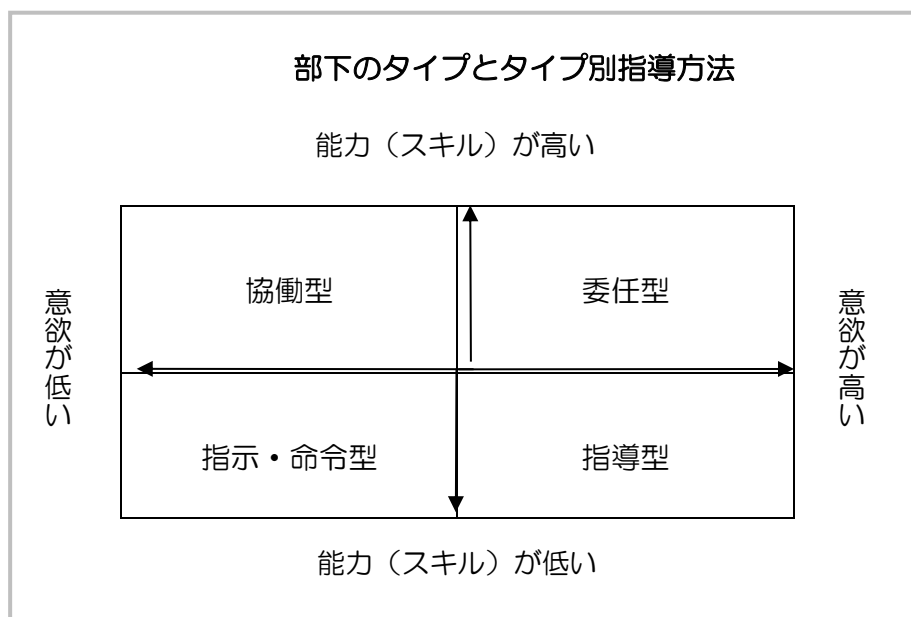 部下のタイプとタイプ別指導方法
能力（スキル）が高い
協働型
委任型
意欲が低い
意欲が高い
指示・命令型
指導型
能力（スキル）が低い